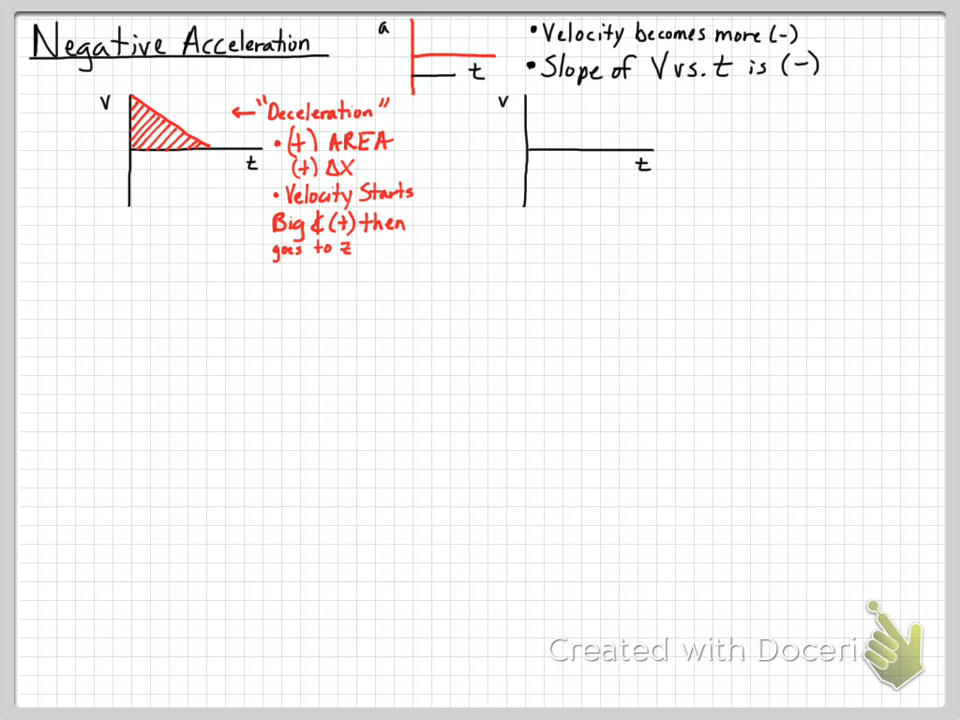 Negative Acceleration
a
t
• Velocity becomes more (-)
• Slope of V vs. t is (-)
V
t
← "Deceleration"
• (+) AREA
(+) ΔX
• Velocity Starts
Big & (+) then
goes to z
V
t
Created with Doceri